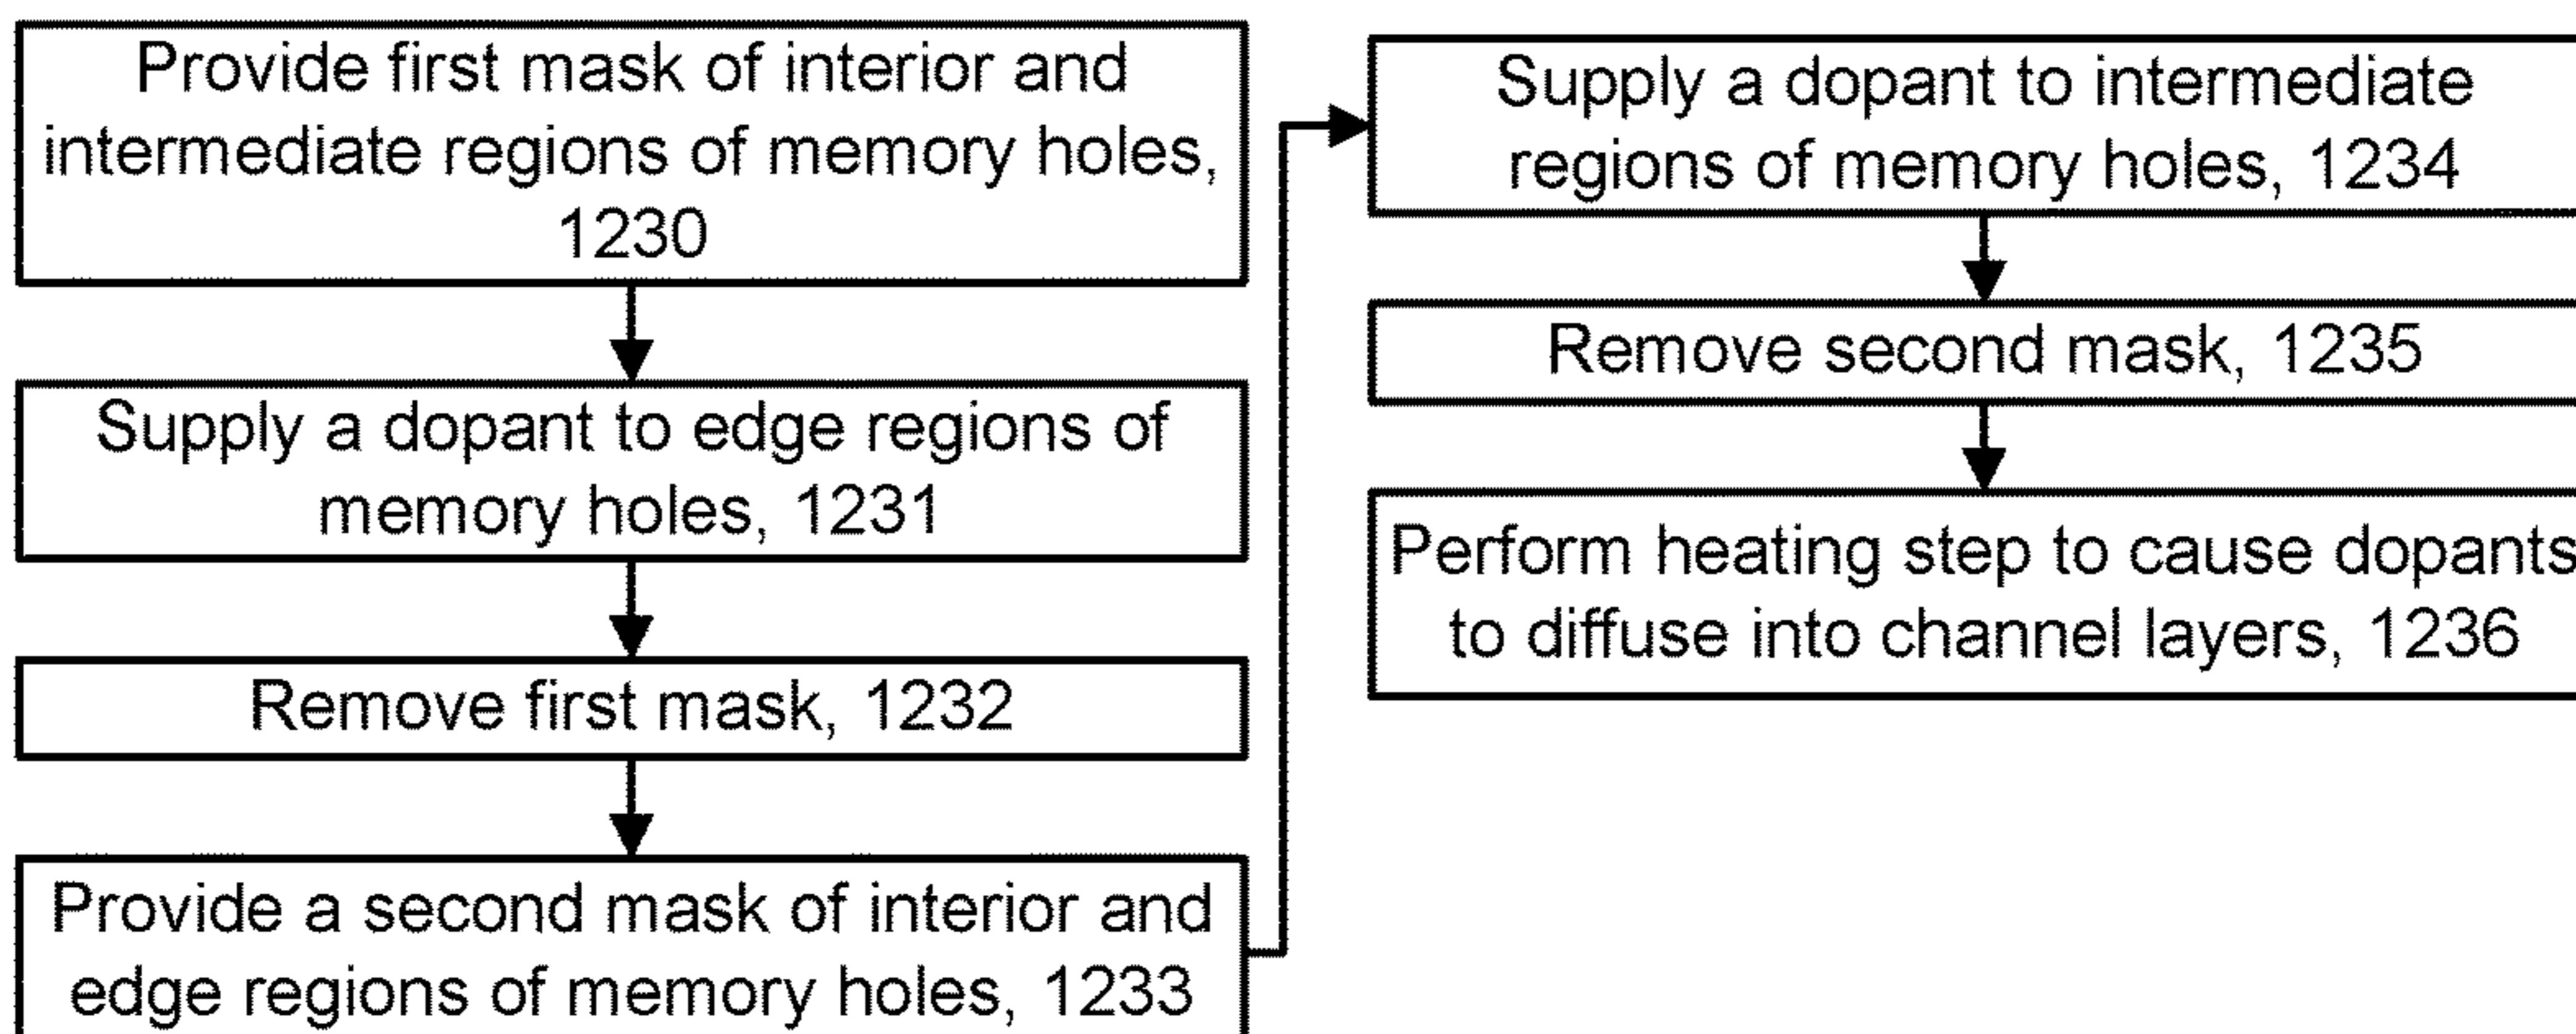 Provide first mask of interior and
intermediate regions of memory holes,
1230
Supply a dopant to edge regions of
memory holes, 1231
Remove first mask, 1232
Provide a second mask of interior and
edge regions of memory holes, 1233
Supply a dopant to intermediate
regions of memory holes, 1234
Remove second mask, 1235
Perform heating step to cause dopants
to diffuse into channel layers, 1236